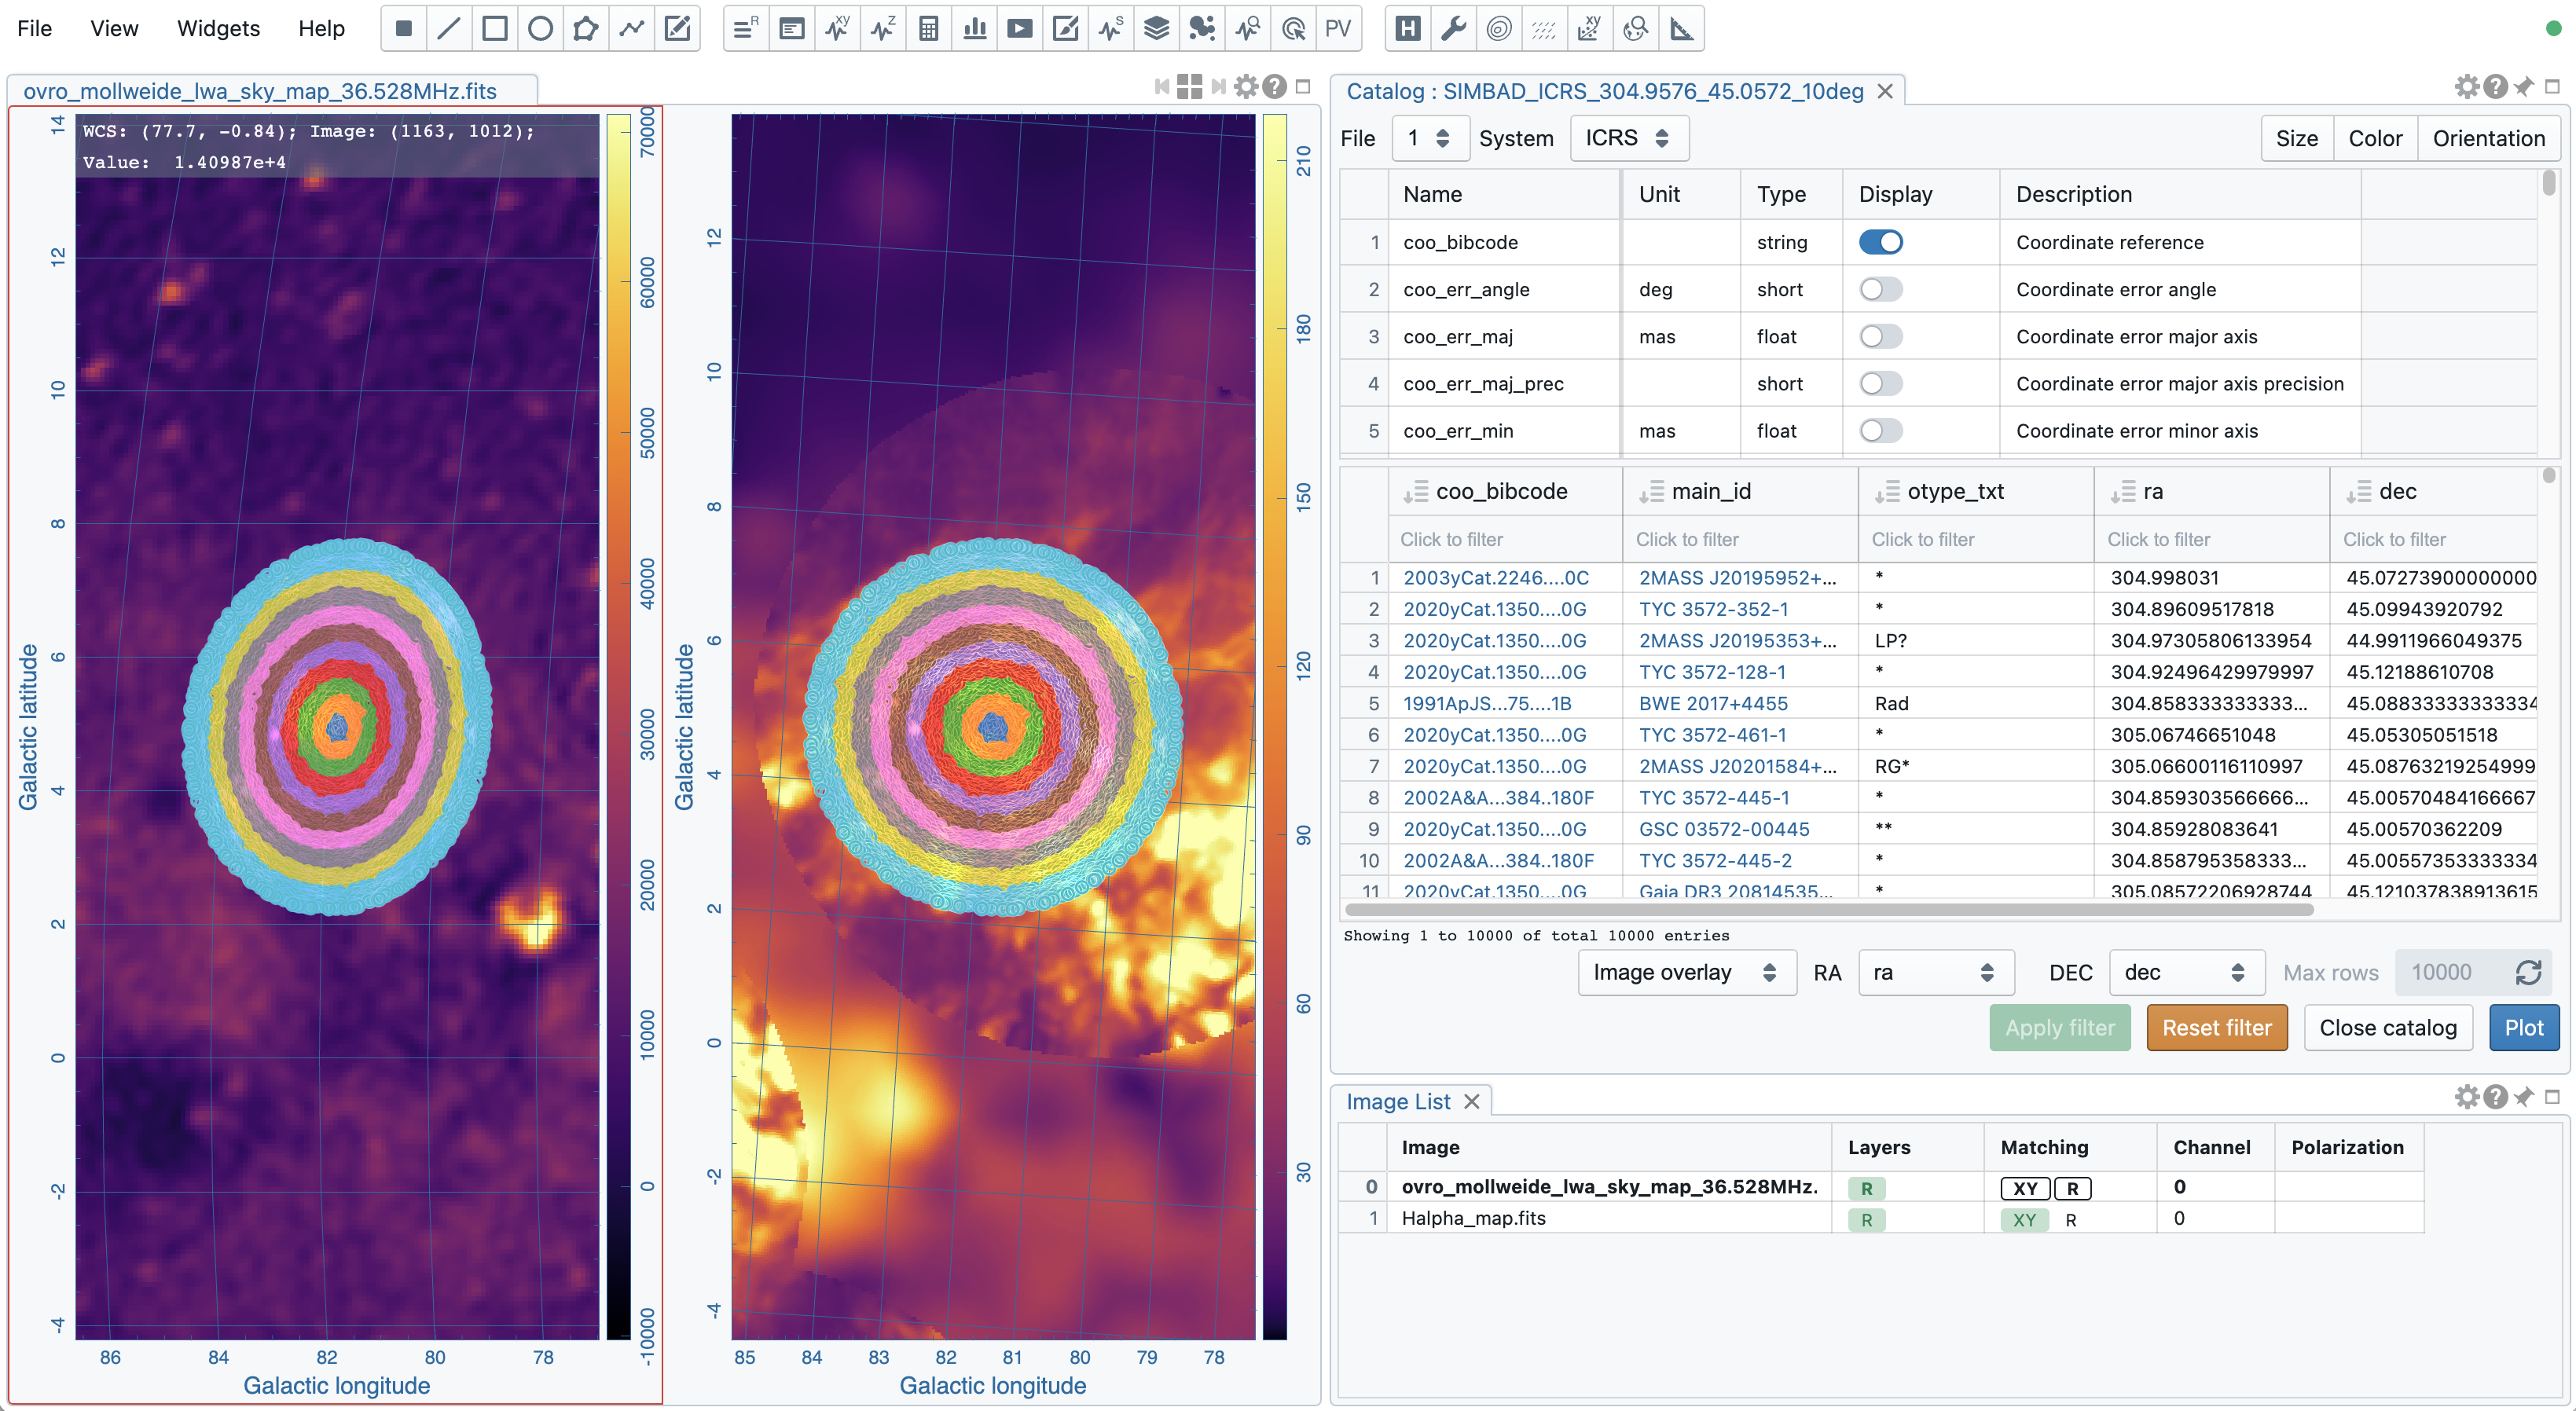 File View Widgets Help
R XY Z S PV H XY
ovro_mollweide_lwa_sky_map_36.528MHz.fits
WCS: (77.7, -0.84); Image: (1163, 1012);
Value: 1.40987e+4
14
12
10
8
6
4
2
0
-2
-4
Galactic latitude
86 84 82 80 78
Galactic longitude
70000
60000
50000
40000
30000
20000
10000
0
-10000
12
10
8
6
4
2
0
-2
-4
Galactic latitude
85 84 83 82 81 80 79 78
Galactic longitude
210
180
150
120
90
60
30
Catalog : SIMBAD_ICRS_304.9576_45.0572_10deg
File 1 System ICRS Size Color Orientation
Name Unit Type Display Description
1 coo_bibcode string Coordinate reference
2 coo_err_angle deg short Coordinate error angle
3 coo_err_maj mas float Coordinate error major axis
4 coo_err_maj_prec short Coordinate error major axis precision
5 coo_err_min mas float Coordinate error minor axis
coo_bibcode main_id otype_txt ra dec
Click to filter Click to filter Click to filter Click to filter Click to filter
1 2003yCat.2246....0C 2MASS J20195952+... * 304.998031 45.07273900000000
2 2020yCat.1350....0G TYC 3572-352-1 * 304.89609517818 45.09943920792
3 2020yCat.1350....0G 2MASS J20195353+... LP? 304.97305806133954 44.9911966049375
4 2020yCat.1350....0G TYC 3572-128-1 * 304.92496429979997 45.12188610708
5 1991ApJS...75....1B BWE 2017+4455 Rad 304.858333333333... 45.08833333333334
6 2020yCat.1350....0G TYC 3572-461-1 * 305.06746651048 45.05305051518
7 2020yCat.1350....0G 2MASS J20201584+... RG* 305.06600116110997 45.08763219254999
8 2002A&A...384..180F TYC 3572-445-1 * 304.859303566666... 45.00570484166667
9 2020yCat.1350....0G GSC 03572-00445 ** 304.85928083641 45.00570362209
10 2002A&A...384..180F TYC 3572-445-2 * 304.858795358333... 45.00557353333334
11 2020yCat.1350....0G Gaia DR3 20814535... * 305.08572206928744 45.121037838913615
Showing 1 to 10000 of total 10000 entries
Image overlay RA ra DEC dec Max rows 10000
Apply filter Reset filter Close catalog Plot
Image List
Image Layers Matching Channel Polarization
0 ovro_mollweide_lwa_sky_map_36.528MHz. R XY R 0
1 Halpha_map.fits R XY R 0